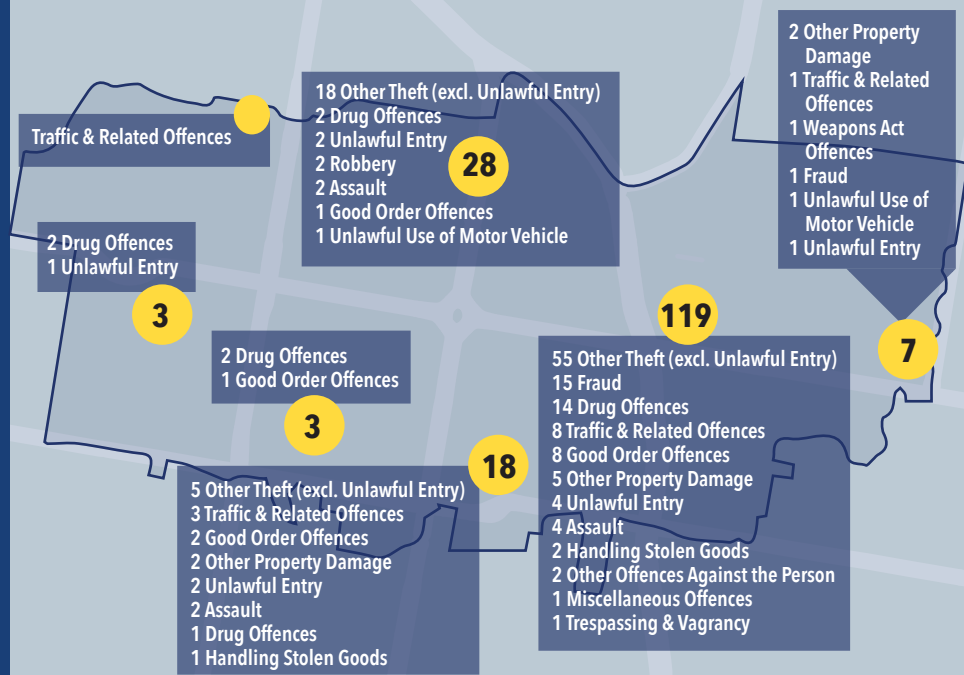 Traffic & Related Offences
18 Other Theft (excl. Unlawful Entry)
2 Drug Offences
2 Unlawful Entry
2 Robbery
2 Assault
1 Good Order Offences
1 Unlawful Use of Motor Vehicle
28
2 Other Property
Damage
1 Traffic & Related
Offences
1 Weapons Act
Offences
1 Fraud
1 Unlawful Use of
Motor Vehicle
1 Unlawful Entry
7
2 Drug Offences
1 Unlawful Entry
3
2 Drug Offences
1 Good Order Offences
3
119
55 Other Theft (excl. Unlawful Entry)
15 Fraud
14 Drug Offences
8 Traffic & Related Offences
8 Good Order Offences
5 Other Property Damage
4 Unlawful Entry
4 Assault
2 Handling Stolen Goods
2 Other Offences Against the Person
1 Miscellaneous Offences
1 Trespassing & Vagrancy
18
5 Other Theft (excl. Unlawful Entry)
3 Traffic & Related Offences
2 Good Order Offences
2 Other Property Damage
2 Unlawful Entry
2 Assault
1 Drug Offences
1 Handling Stolen Goods